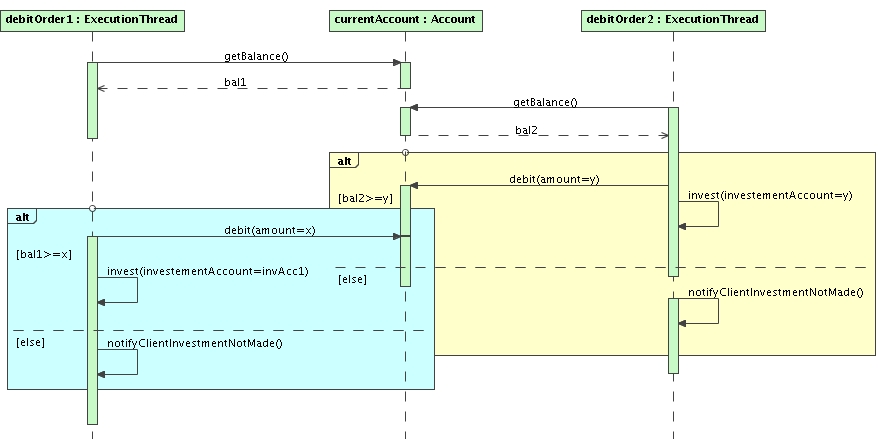 debitOrder1 : ExecutionThread
currentAccount : Account
debitOrder2 : ExecutionThread
getBalance()
bal1
getBalance()
bal2
alt
debit(amount=y)
[bal2>=y]
invest(investementAccount=y)
alt
debit(amount=x)
[bal1>=x]
invest(investementAccount=invAcc1)
[else]
notifyClientInvestmentNotMade()
[else]
notifyClientInvestmentNotMade()